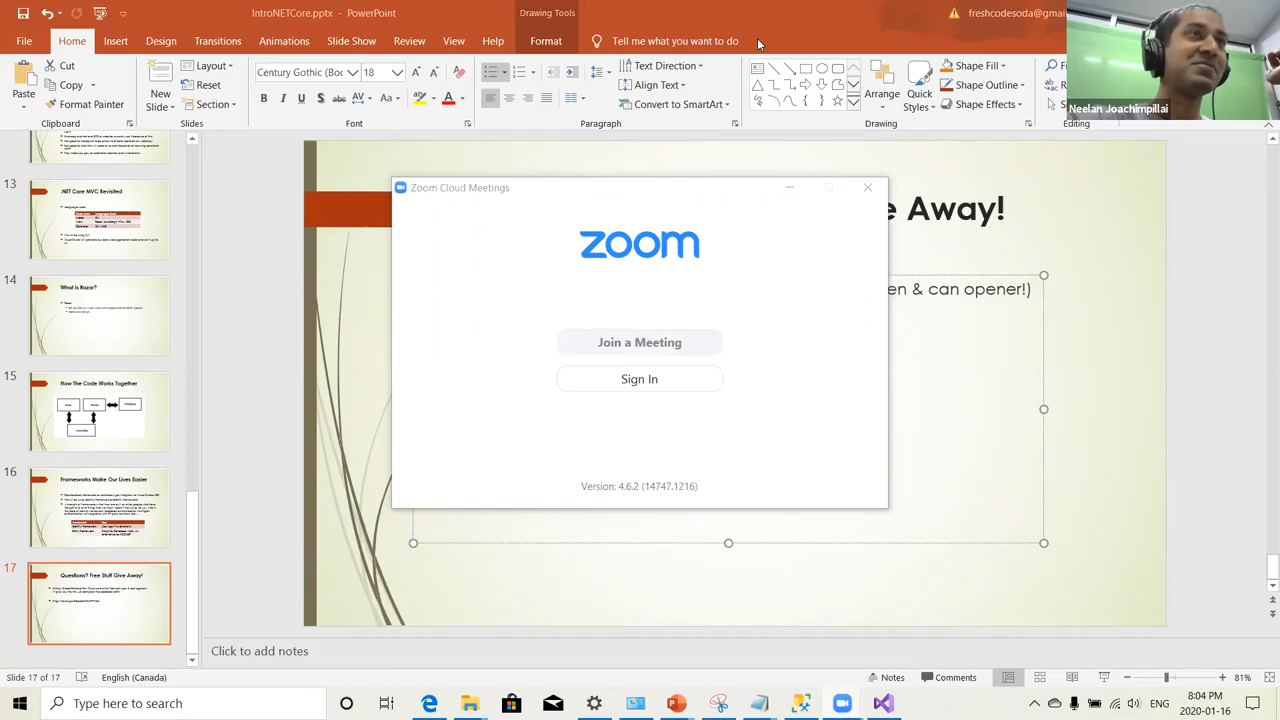 IntroNETCore.pptx - PowerPoint
Drawing Tools
freshcodesoda@gmai
File Home Insert Design Transitions Animations Slide Show Review View Help Format Tell me what you want to do
Paste
Cut
Copy
Format Painter
Clipboard
New Slide
Layout
Reset
Section
Slides
Century Gothic (Boc
18
Font
Text Direction
Align Text
Convert to SmartArt
Paragraph
Arrange
Quick Styles
Shape Fill
Shape Outline
Shape Effects
Drawing
Editing
Neelan Joachimpillai
13
.NET Core MVC Revisited
14
What is Razor?
15
How The Code Works Together
16
Frameworks Make Our Lives Easier
17
Questions? Free Stuff Give Away!
e Away!
en & can opener!)
Zoom Cloud Meetings
zoom
Join a Meeting
Sign In
Version: 4.6.2 (14747.1216)
Click to add notes
Slide 17 of 17
English (Canada)
Notes
Comments
81%
Type here to search
ENG
8:04 PM
2020-01-16